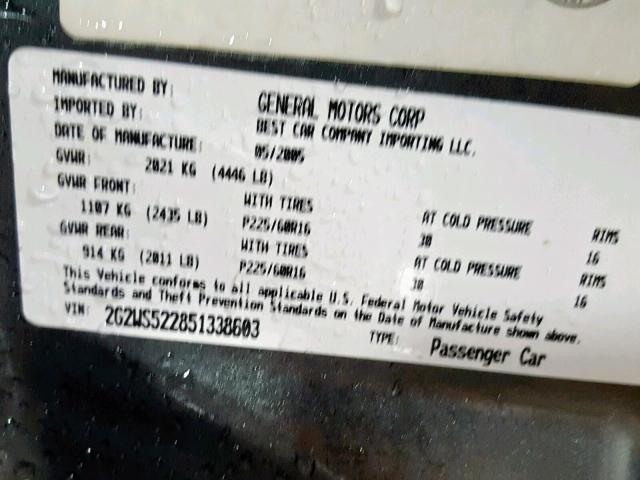 MANUFACTURED BY: GENERAL MOTORS CORP
IMPORTED BY: BEST CAR COMPANY IMPORTING LLC.
DATE OF MANUFACTURE: 05/2005
GVWR: 2021 KG (4446 LB)
GVWR FRONT: WITH TIRES AT COLD PRESSURE RIMS
1107 KG (2435 LB) P225/60R16 30 16
GVWR REAR: WITH TIRES AT COLD PRESSURE RIMS
914 KG (2011 LB) P225/60R16 30 16
This Vehicle conforms to all applicable U.S. Federal Motor Vehicle Safety
Standards and Theft Prevention Standards on the Date of Manufacture shown above.
VIN: 2G2WS522851338603 TYPE: Passenger Car